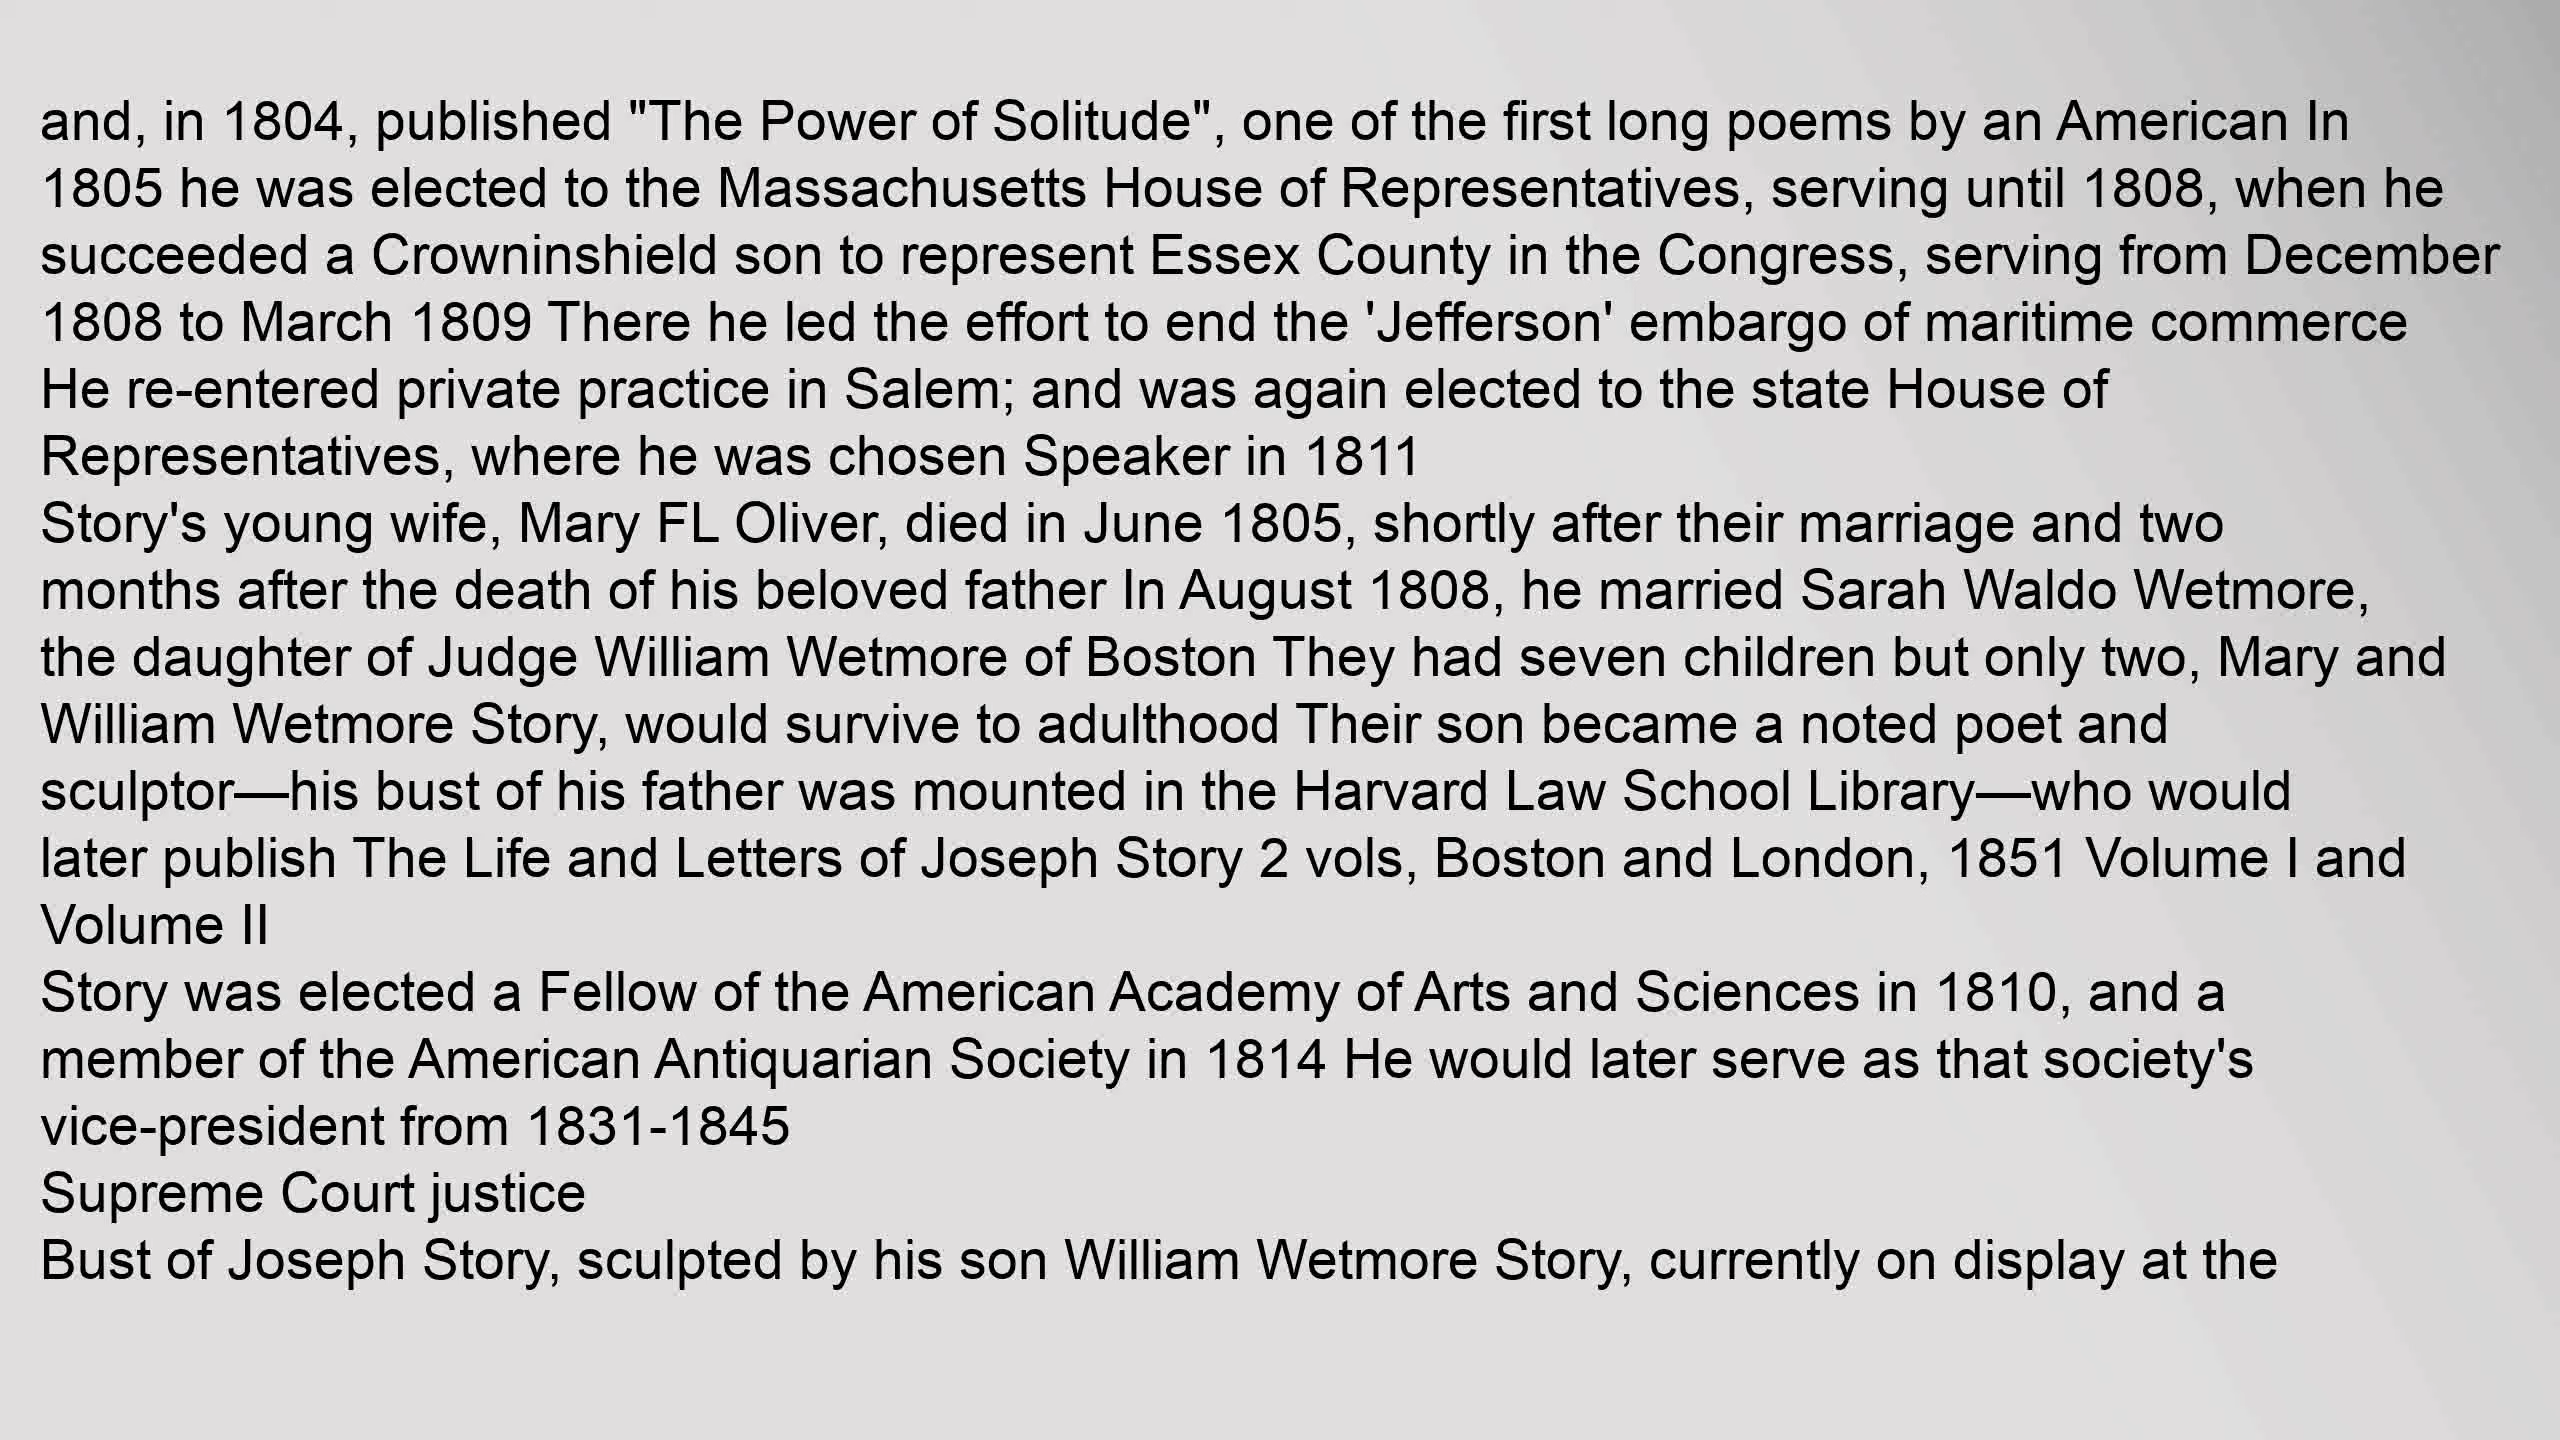 and, in 1804, published "The Power of Solitude", one of the first long poems by an American In
1805 he was elected to the Massachusetts House of Representatives, serving until 1808, when he
succeeded a Crowninshield son to represent Essex County in the Congress, serving from December
1808 to March 1809 There he led the effort to end the 'Jefferson' embargo of maritime commerce
He re-entered private practice in Salem; and was again elected to the state House of
Representatives, where he was chosen Speaker in 1811
Story's young wife, Mary FL Oliver, died in June 1805, shortly after their marriage and two
months after the death of his beloved father In August 1808, he married Sarah Waldo Wetmore,
the daughter of Judge William Wetmore of Boston They had seven children but only two, Mary and
William Wetmore Story, would survive to adulthood Their son became a noted poet and
sculptor—his bust of his father was mounted in the Harvard Law School Library—who would
later publish The Life and Letters of Joseph Story 2 vols, Boston and London, 1851 Volume I and
Volume II
Story was elected a Fellow of the American Academy of Arts and Sciences in 1810, and a
member of the American Antiquarian Society in 1814 He would later serve as that society's
vice-president from 1831-1845
Supreme Court justice
Bust of Joseph Story, sculpted by his son William Wetmore Story, currently on display at the